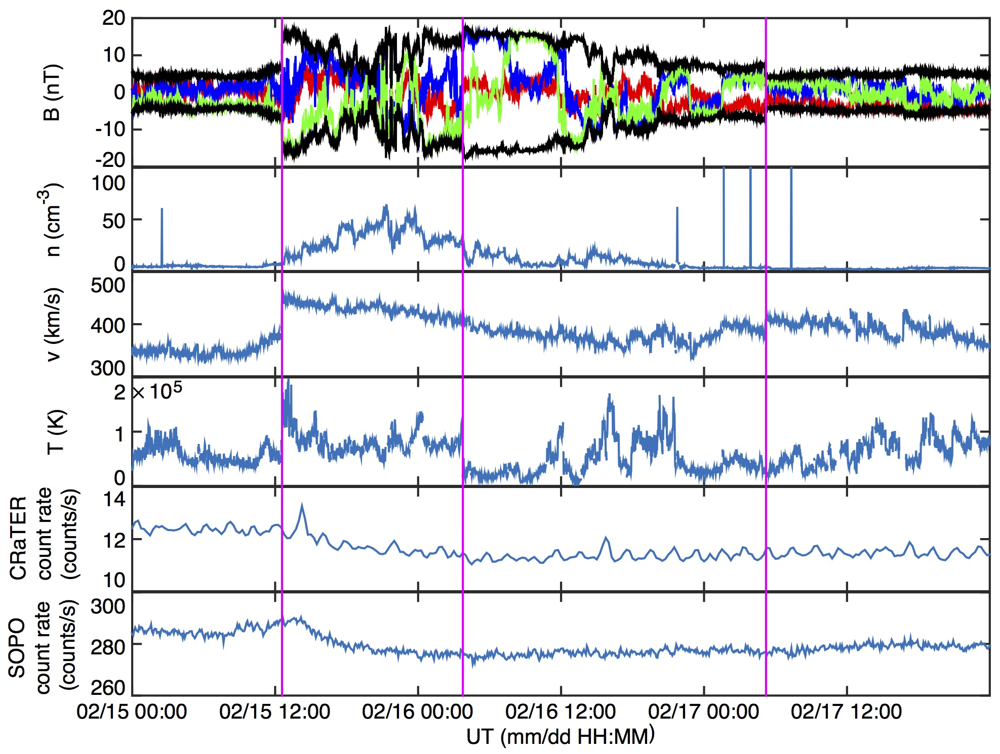 20
10
0
-10
-20
B (nT)
100
50
0
n (cm-3)
500
400
300
v (km/s)
2
×105
1
0
T (K)
14
12
10
CRaTER
count rate
(counts/s)
300
280
260
SOPO
count rate
(counts/s)
02/15 00:00 02/15 12:00 02/16 00:00 02/16 12:00 02/17 00:00 02/17 12:00
UT (mm/dd HH:MM)